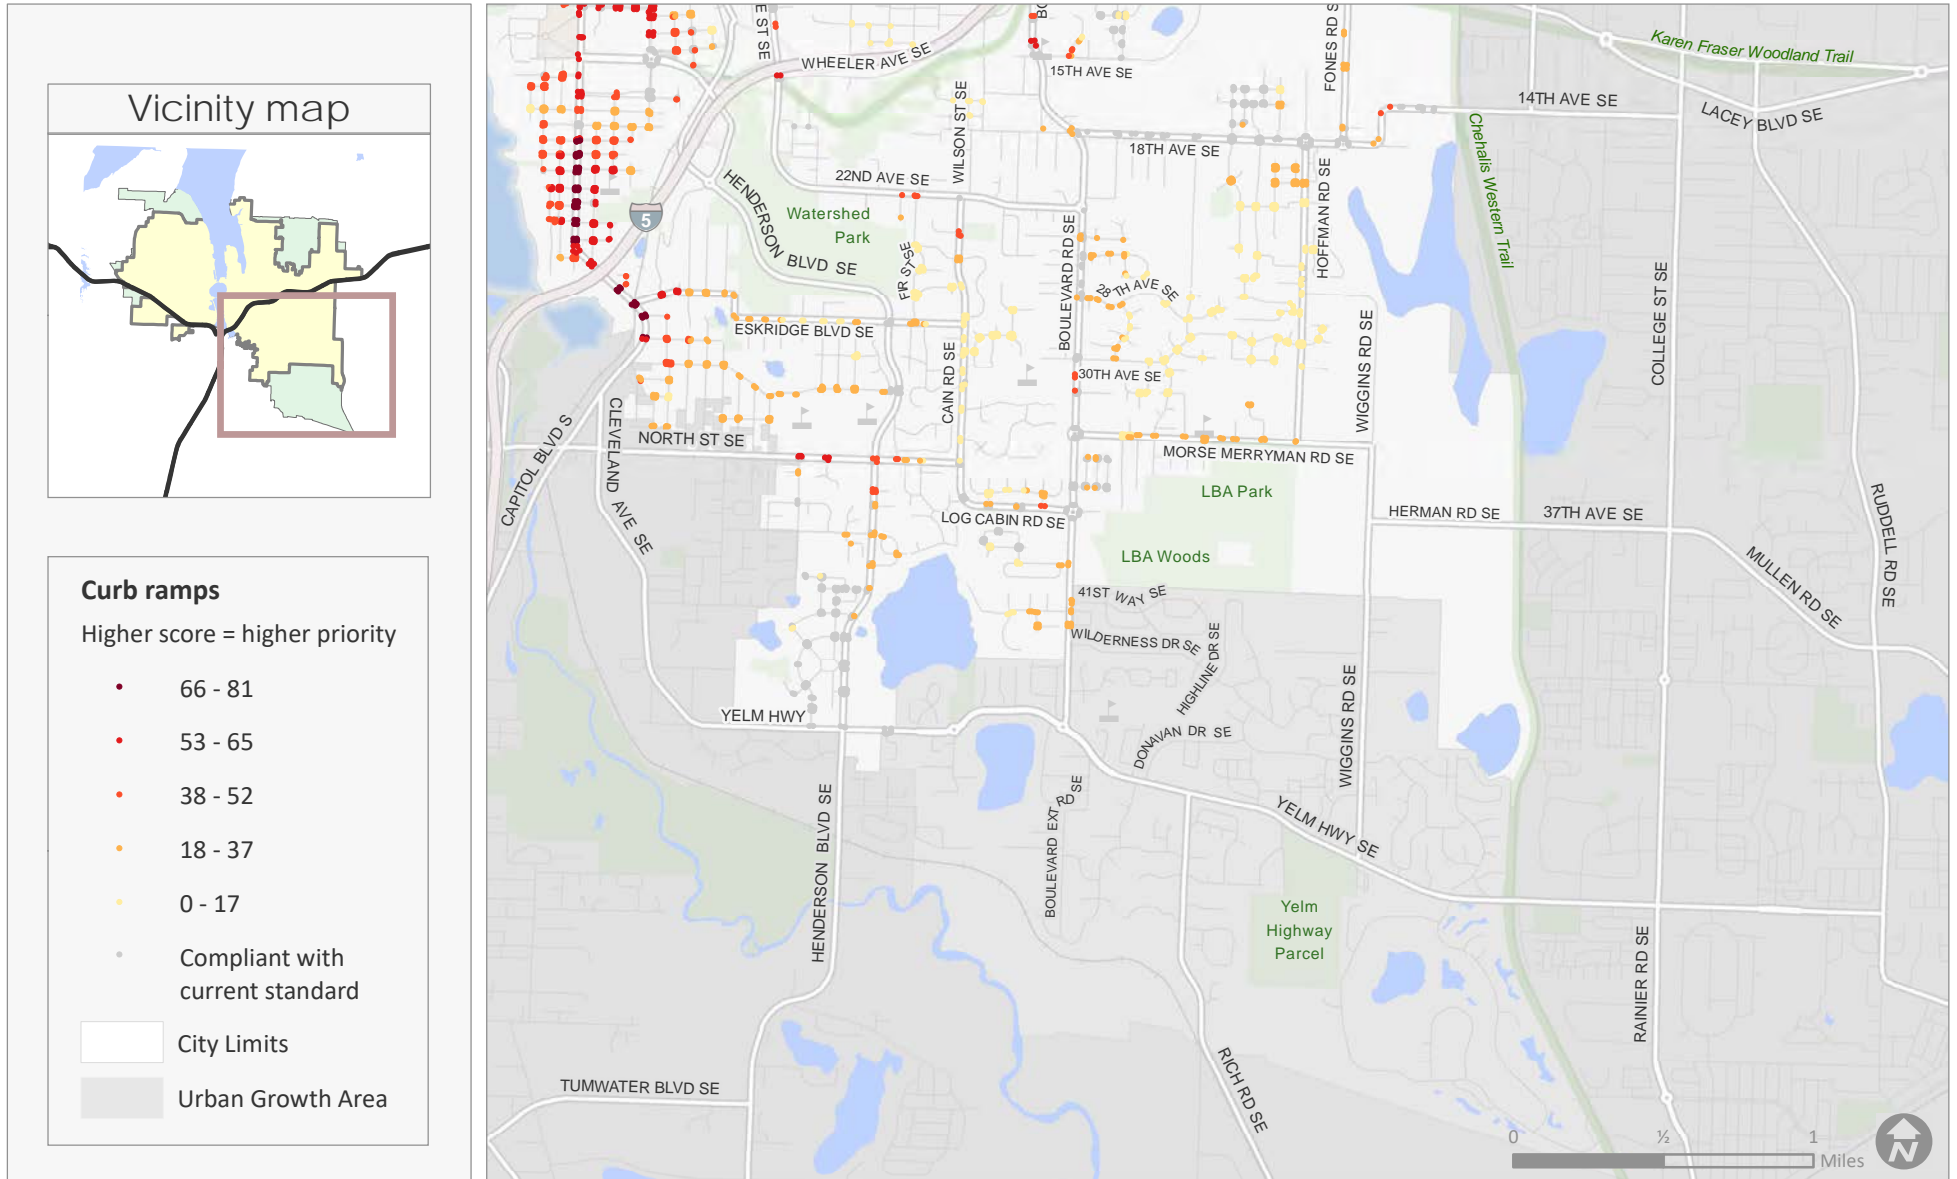 Vicinity map
Curb ramps
Higher score = higher priority
66 - 81
53 - 65
38 - 52
18 - 37
0 - 17
Compliant with
current standard
City Limits
Urban Growth Area
E ST SE
BO
FONES RD S
WHEELER AVE SE
15TH AVE SE
Karen Fraser Woodland Trail
14TH AVE SE
LACEY BLVD SE
WILSON ST SE
18TH AVE SE
Chehalis Western Trail
22ND AVE SE
HENDERSON BLVD SE
HOFFMAN RD SE
5
Watershed
Park
FIR ST SE
BOULEVARD RD SE
28TH AVE SE
COLLEGE ST SE
ESKRIDGE BLVD SE
CAIN RD SE
WIGGINS RD SE
30TH AVE SE
CAPITOL BLVD S
CLEVELAND AVE SE
NORTH ST SE
MORSE MERRYMAN RD SE
LBA Park
LOG CABIN RD SE
HERMAN RD SE
37TH AVE SE
RUDDELL RD SE
LBA Woods
MULLEN RD SE
41ST WAY SE
WILDERNESS DR SE
HIGHLINE DR SE
YELM HWY
DONAVAN DR SE
WIGGINS RD SE
BOULEVARD EXT RD SE
HENDERSON BLVD SE
YELM HWY SE
Yelm
Highway
Parcel
RAINIER RD SE
RICH RD SE
TUMWATER BLVD SE
0 ½ 1
Miles
N